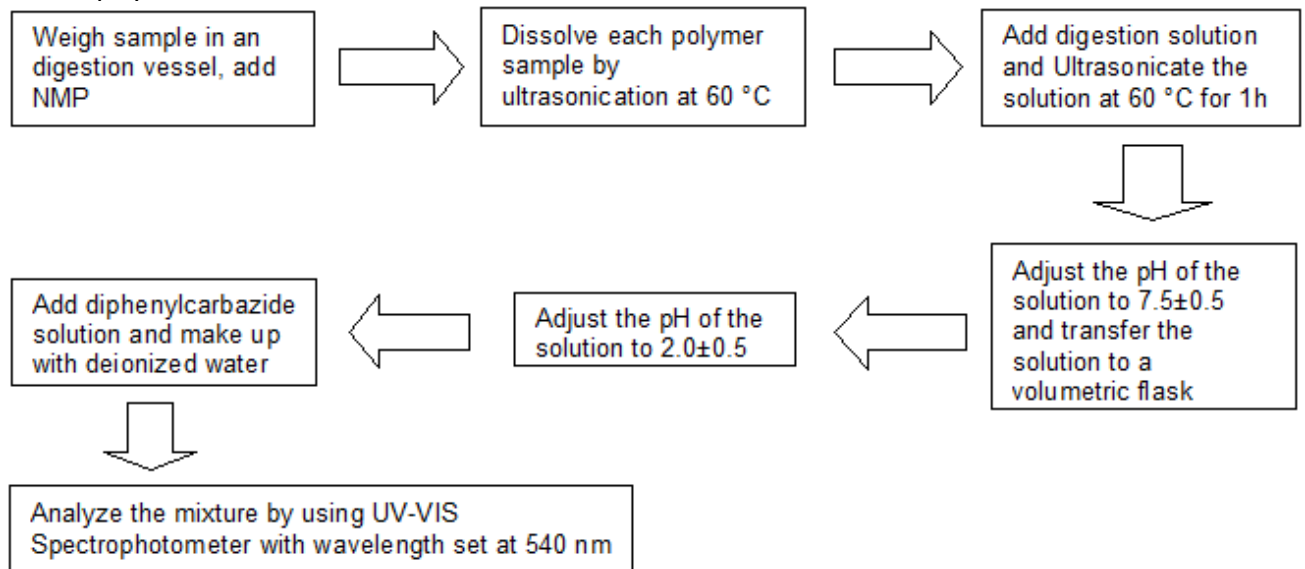 Weigh sample in an
digestion vessel, add
NMP
Dissolve each polymer
sample by
ultrasonication at 60 °C
Add digestion solution
and Ultrasonicate the
solution at 60 °C for 1h
Adjust the pH of the
solution to 7.5±0.5
and transfer the
solution to a
volumetric flask
Adjust the pH of the
solution to 2.0±0.5
Add diphenylcarbazide
solution and make up
with deionized water
Analyze the mixture by using UV-VIS
Spectrophotometer with wavelength set at 540 nm